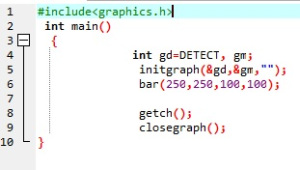 1 #include<graphics.h>
2 int main()
3 {
4 int gd=DETECT, gm;
5 initgraph(&gd,&gm,"");
6 bar(250,250,100,100);
7
8 getch();
9 closegraph();
10 }